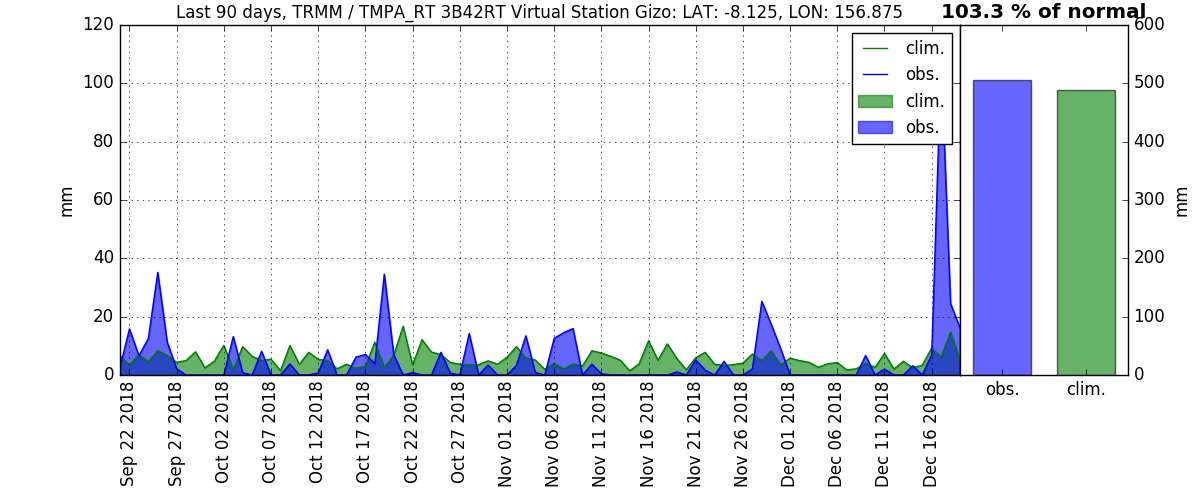 Last 90 days, TRMM / TMPA_RT 3B42RT Virtual Station Gizo: LAT: -8.125, LON: 156.875
103.3 % of normal
120
100
80
60
40
20
0
mm
clim.
obs.
clim.
obs.
600
500
400
300
200
100
0
mm
obs.
clim.
Sep 22 2018
Sep 27 2018
Oct 02 2018
Oct 07 2018
Oct 12 2018
Oct 17 2018
Oct 22 2018
Oct 27 2018
Nov 01 2018
Nov 06 2018
Nov 11 2018
Nov 16 2018
Nov 21 2018
Nov 26 2018
Dec 01 2018
Dec 06 2018
Dec 11 2018
Dec 16 2018